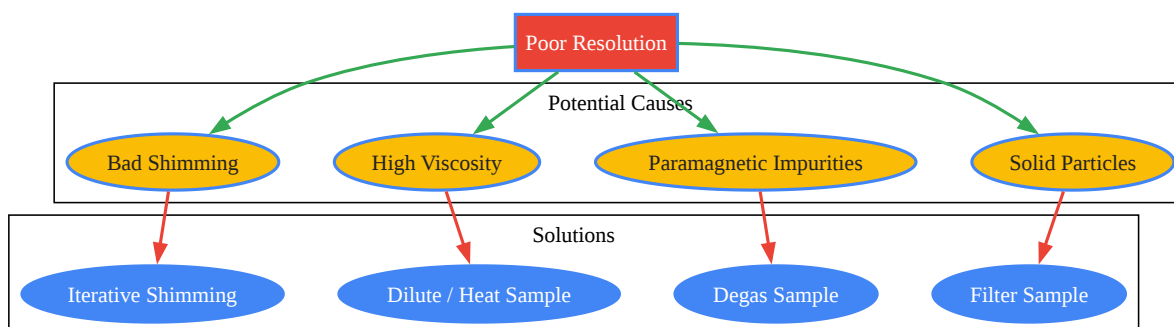 Poor Resolution
Potential Causes
Bad Shimming
High Viscosity
Paramagnetic Impurities
Solid Particles
Solutions
Iterative Shimming
Dilute / Heat Sample
Degas Sample
Filter Sample